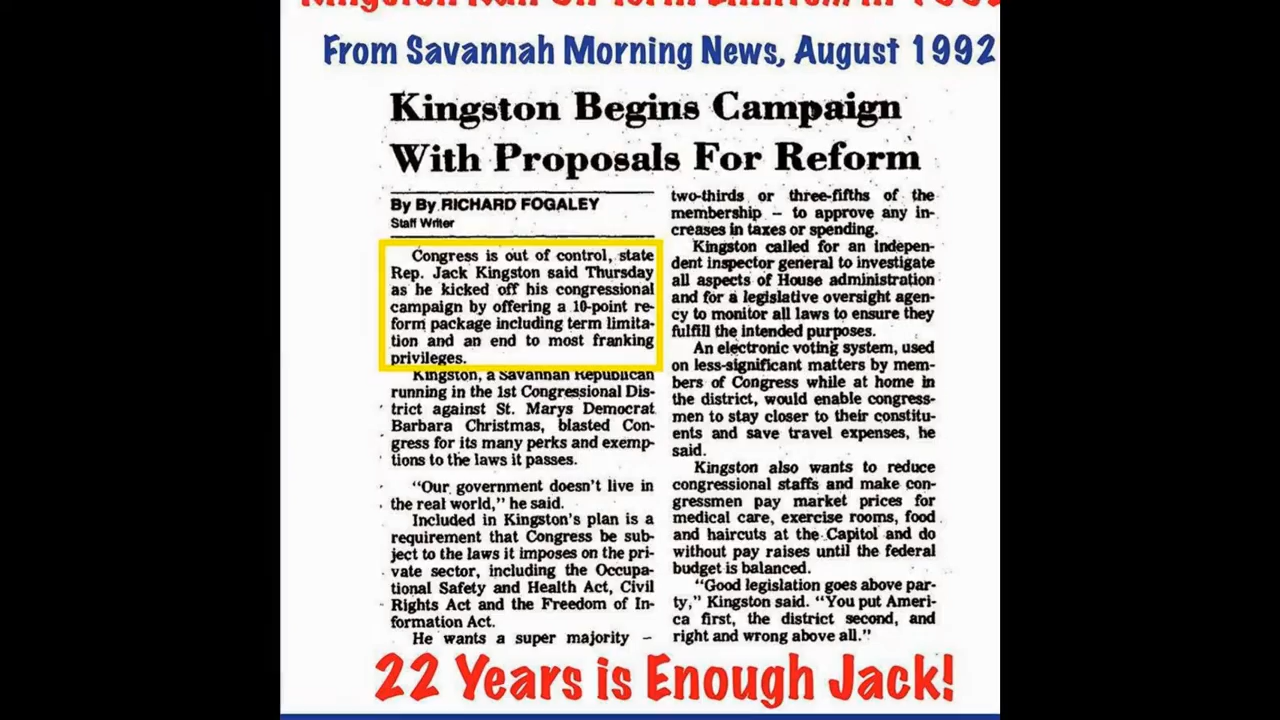 From Savannah Morning News, August 1992
Kingston Begins Campaign
With Proposals For Reform
By By RICHARD FOGALEY
Staff Writer
Congress is out of control, state
Rep. Jack Kingston said Thursday
as he kicked off his congressional
campaign by offering a 10-point re-
form package including term limita-
tion and an end to most franking
privileges.
Kingston, a Savannah Republican
running in the 1st Congressional Dis-
trict against St. Marys Democrat
Barbara Christmas, blasted Con-
gress for its many perks and exemp-
tions to the laws it passes.
"Our government doesn't live in
the real world," he said.
Included in Kingston's plan is a
requirement that Congress be sub-
ject to the laws it imposes on the pri-
vate sector, including the Occupa-
tional Safety and Health Act, Civil
Rights Act and the Freedom of In-
formation Act.
He wants a super majority –
two-thirds or three-fifths of the
membership – to approve any in-
creases in taxes or spending.
Kingston called for an indepen-
dent inspector general to investigate
all aspects of House administration
and for a legislative oversight agen-
cy to monitor all laws to ensure they
fulfill the intended purposes.
An electronic voting system, used
on less-significant matters by mem-
bers of Congress while at home in
the district, would enable congress-
men to stay closer to their constitu-
ents and save travel expenses, he
said.
Kingston also wants to reduce
congressional staffs and make con-
gressmen pay market prices for
medical care, exercise rooms, food
and haircuts at the Capitol and do
without pay raises until the federal
budget is balanced.
"Good legislation goes above par-
ty," Kingston said. "You put Ameri-
ca first, the district second, and
right and wrong above all."
22 Years is Enough Jack!